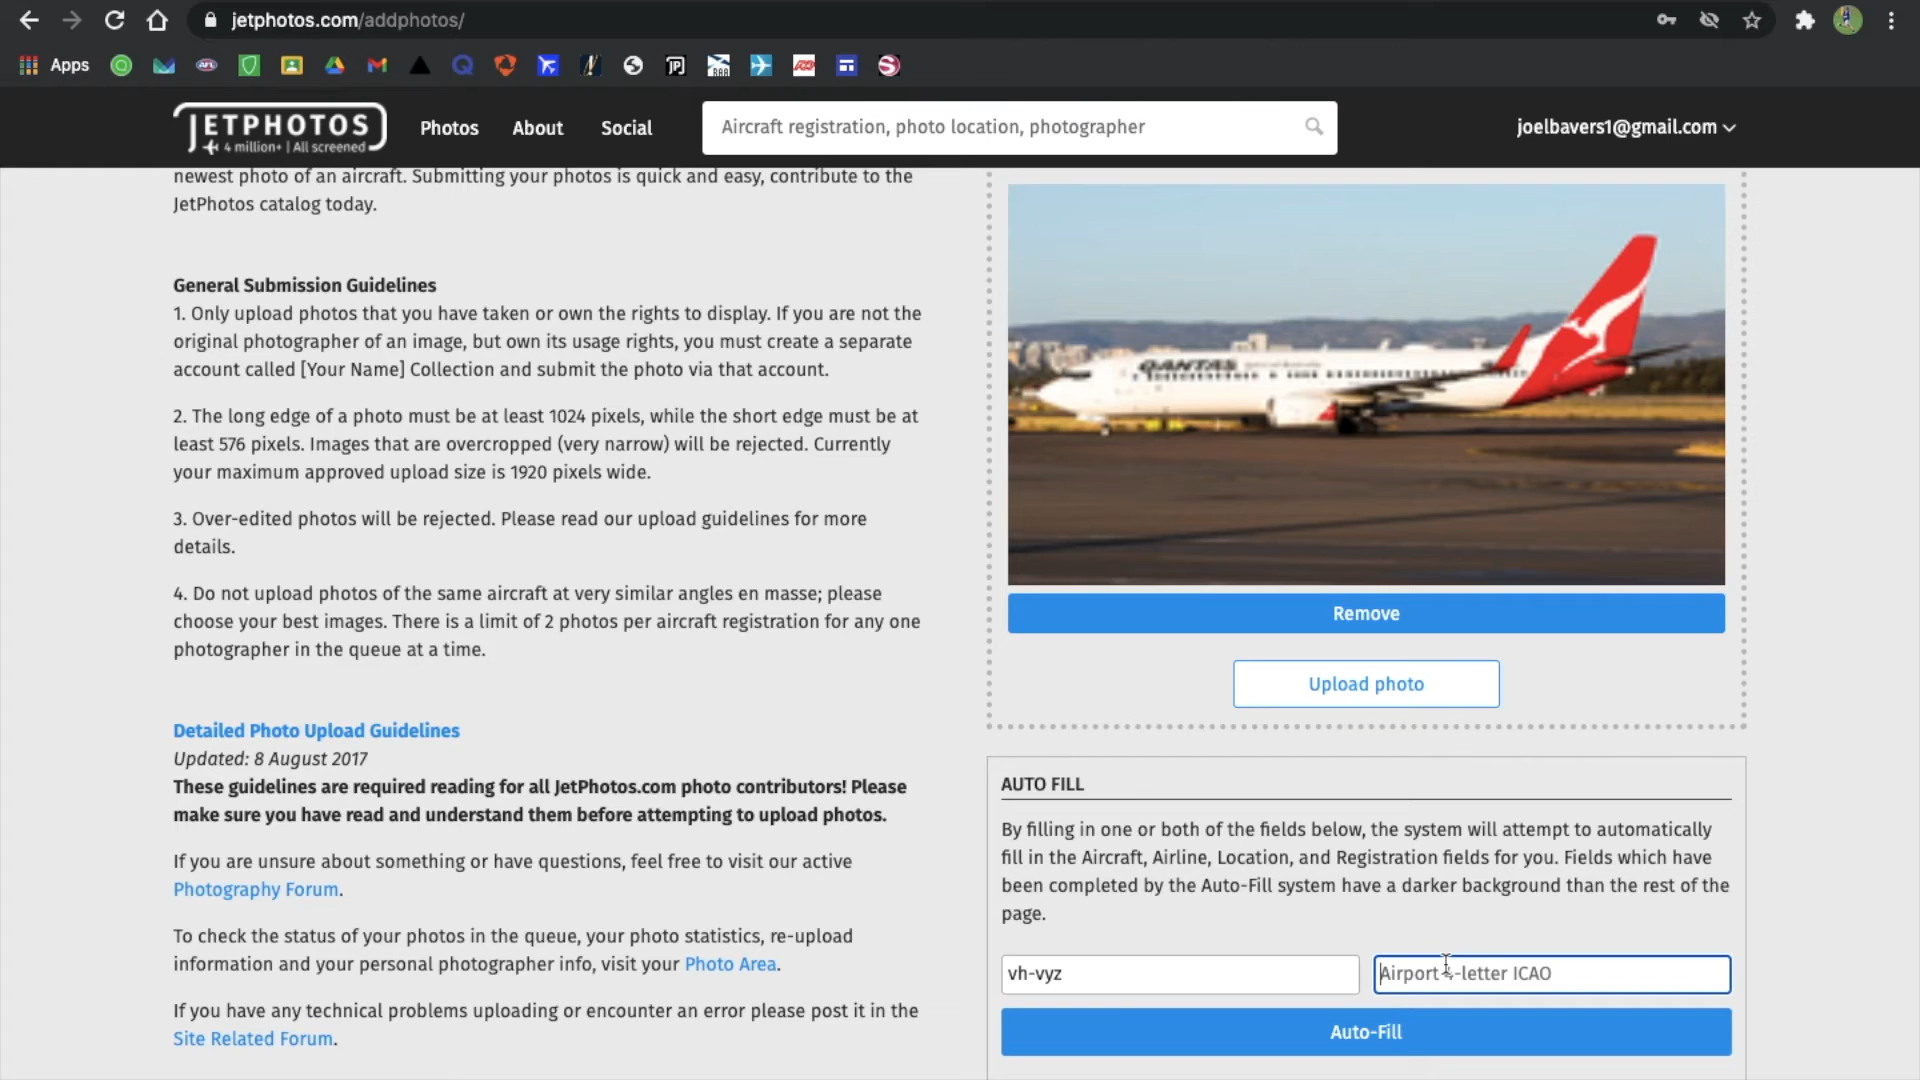 jetphotos.com/addphotos/
Apps
JETPHOTOS
4 million+ | All screened
Photos
About
Social
Aircraft registration, photo location, photographer
joelbavers1@gmail.com
newest photo of an aircraft. Submitting your photos is quick and easy, contribute to the
JetPhotos catalog today.
General Submission Guidelines
1. Only upload photos that you have taken or own the rights to display. If you are not the
original photographer of an image, but own its usage rights, you must create a separate
account called [Your Name] Collection and submit the photo via that account.
2. The long edge of a photo must be at least 1024 pixels, while the short edge must be at
least 576 pixels. Images that are overcropped (very narrow) will be rejected. Currently
your maximum approved upload size is 1920 pixels wide.
3. Over-edited photos will be rejected. Please read our upload guidelines for more
details.
4. Do not upload photos of the same aircraft at very similar angles en masse; please
choose your best images. There is a limit of 2 photos per aircraft registration for any one
photographer in the queue at a time.
Detailed Photo Upload Guidelines
Updated: 8 August 2017
These guidelines are required reading for all JetPhotos.com photo contributors! Please
make sure you have read and understand them before attempting to upload photos.
If you are unsure about something or have questions, feel free to visit our active
Photography Forum.
To check the status of your photos in the queue, your photo statistics, re-upload
information and your personal photographer info, visit your Photo Area.
If you have any technical problems uploading or encounter an error please post it in the
Site Related Forum.
QANTAS
Remove
Upload photo
AUTO FILL
By filling in one or both of the fields below, the system will attempt to automatically
fill in the Aircraft, Airline, Location, and Registration fields for you. Fields which have
been completed by the Auto-Fill system have a darker background than the rest of the
page.
vh-vyz
Airport -letter ICAO
Auto-Fill